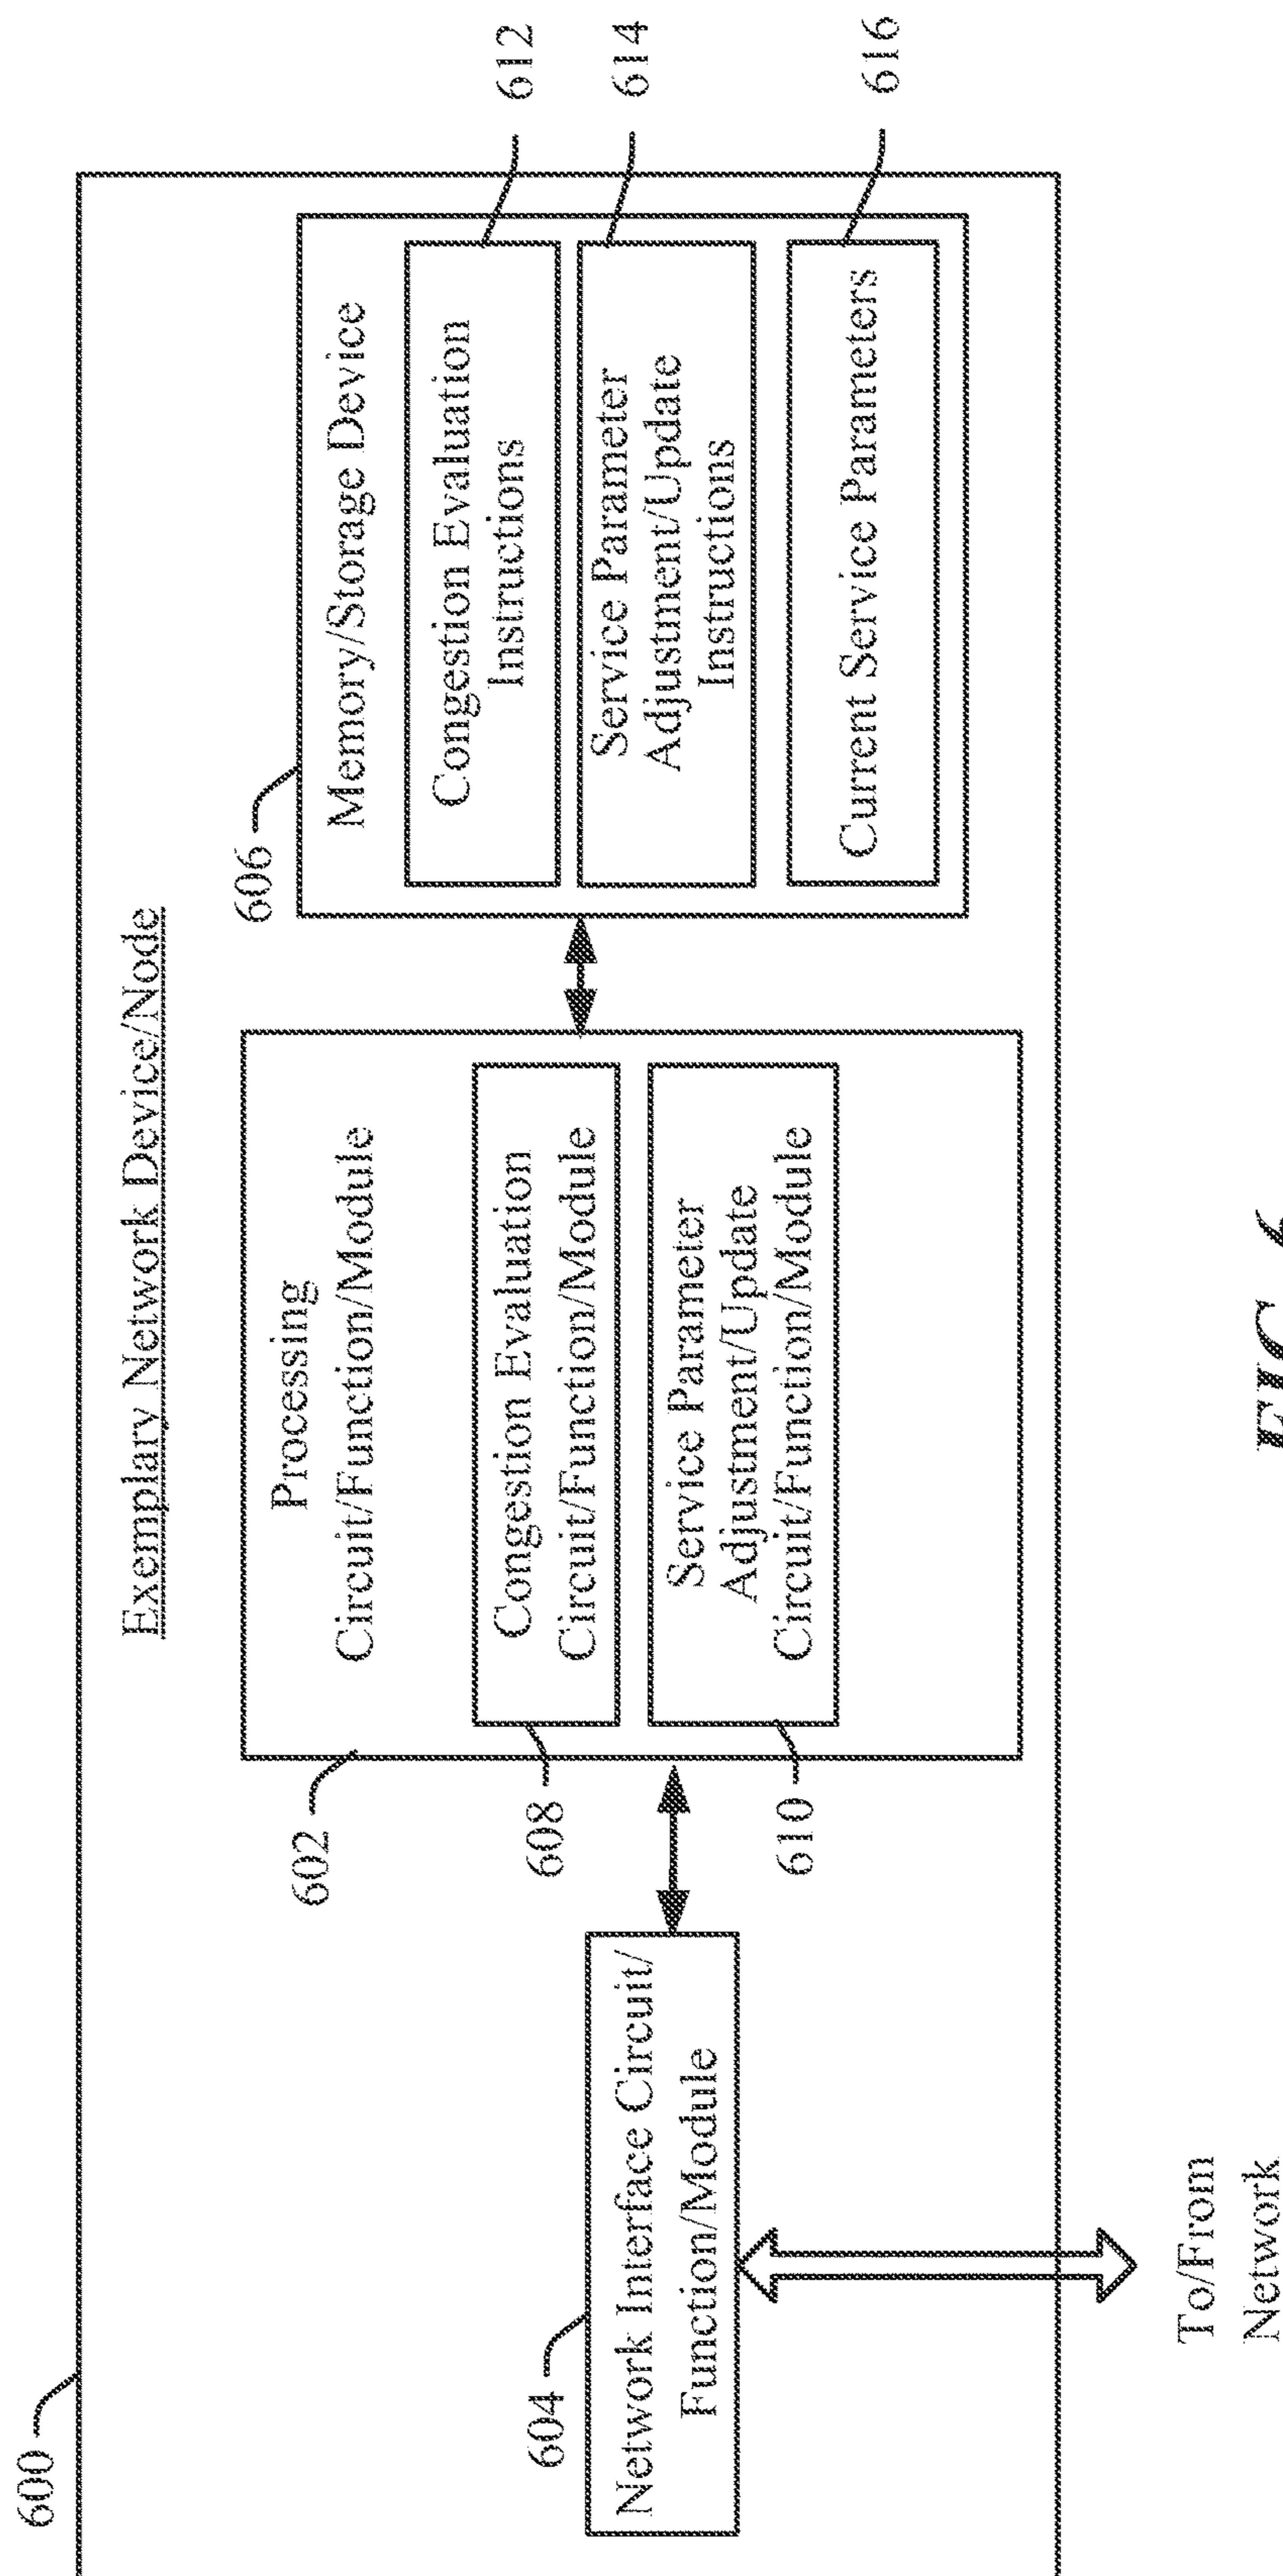 600
Exemplary Network Device/Node
602
Processing
Circuit/Function/Module
608
Congestion Evaluation
Circuit/Function/Module
610
Service Parameter
Adjustment/Update
Circuit/Function/Module
604
Network Interface Circuit/
Function/Module
To/From
Network
606
Memory/Storage Device
Congestion Evaluation
Instructions
612
Service Parameter
Adjustment/Update
Instructions
614
Current Service Parameters
616